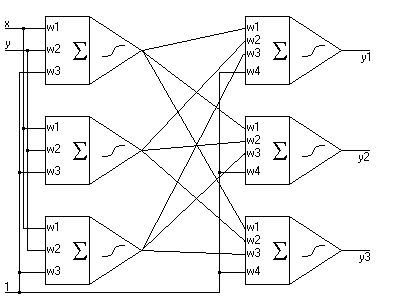 x w1 w1
y w2 Σ w2 Σ y1
w3 w3
w4
w1 w1
w2 Σ w2 Σ y2
w3 w3
w4
w1 w1
w2 Σ w2 Σ y3
w3 w3
1 w4